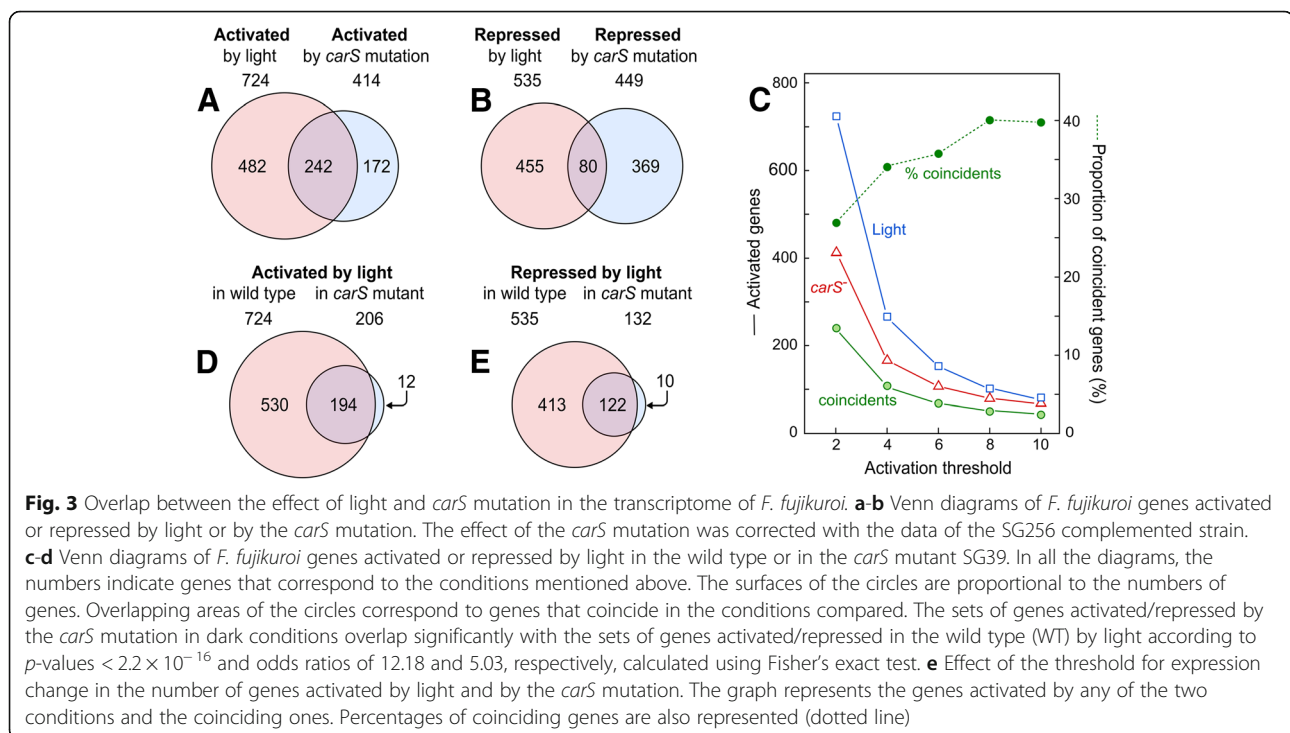 Activated Activated
by light by carS mutation
724 414
A
482 242 172
Repressed Repressed
by light by carS mutation
535 449
B
455 80 369
Activated by light
in wild type in carS mutant
724 206
D
530 194 12
Repressed by light
in wild type in carS mutant
535 132
E
413 122 10
C
800
600
400
200
0
— Activated genes
40
30
20
10
0
Proportion of coincident genes (%)
% coincidents
Light
carS-
coincidents
2 4 6 8 10
Activation threshold
Fig. 3 Overlap between the effect of light and carS mutation in the transcriptome of F. fujikuroi. a-b Venn diagrams of F. fujikuroi genes activated
or repressed by light or by the carS mutation. The effect of the carS mutation was corrected with the data of the SG256 complemented strain.
c-d Venn diagrams of F. fujikuroi genes activated or repressed by light in the wild type or in the carS mutant SG39. In all the diagrams, the
numbers indicate genes that correspond to the conditions mentioned above. The surfaces of the circles are proportional to the numbers of
genes. Overlapping areas of the circles correspond to genes that coincide in the conditions compared. The sets of genes activated/repressed by
the carS mutation in dark conditions overlap significantly with the sets of genes activated/repressed in the wild type (WT) by light according to
p-values < 2.2 × 10− 16 and odds ratios of 12.18 and 5.03, respectively, calculated using Fisher's exact test. e Effect of the threshold for expression
change in the number of genes activated by light and by the carS mutation. The graph represents the genes activated by any of the two
conditions and the coinciding ones. Percentages of coinciding genes are also represented (dotted line)